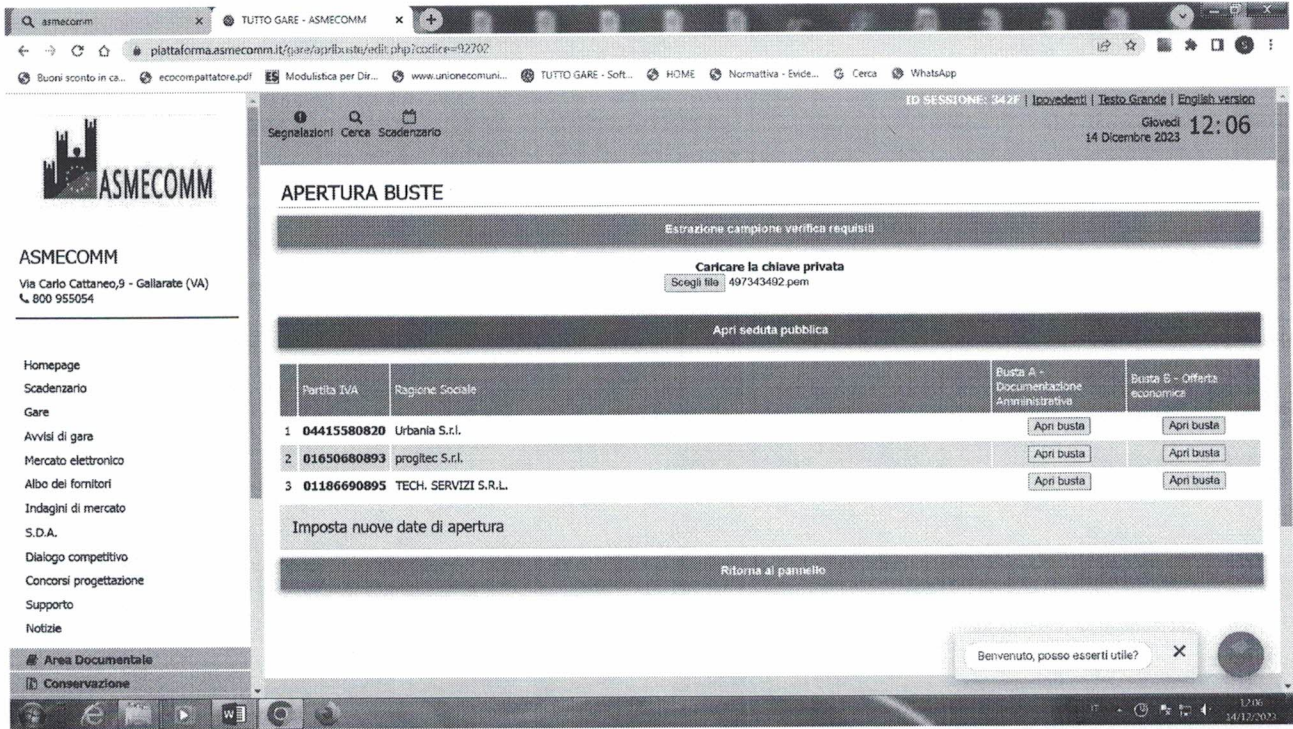 asmecomm
TUTTO GARE - ASMECOMM
plattaforma.asmecomm.it/gare/apribuste/edit.php?codice=92702
Buoni sconto in ca... ecocompattatore.pdf ES Modulistica per Dir... www.unionecomuni... TUTTO GARE - Soft... HOME Normattiva - Evide... Cerca WhatsApp
ID SESSIONE: 342F | Ipovedenti | Testo Grande | English version
Segnalazioni Cerca Scadenzario
Giovedì
14 Dicembre 2023 12:06
ASMECOMM
ASMECOMM
Via Carlo Cattaneo,9 - Gallarate (VA)
800 955054
Homepage
Scadenzario
Gare
Avvisi di gara
Mercato elettronico
Albo dei fornitori
Indagini di mercato
S.D.A.
Dialogo competitivo
Concorsi progettazione
Supporto
Notizie
Area Documentale
Conservazione
APERTURA BUSTE
Estrazione campione verifica requisiti
Caricare la chiave privata
Scegli file 497343492.pem
Apri seduta pubblica
Partita IVA Ragione Sociale Busta A - Documentazione Amministrativa Busta B - Offerta economica
1 04415580820 Urbania S.r.l. Apri busta Apri busta
2 01650680893 progitec S.r.l. Apri busta Apri busta
3 01186690895 TECH. SERVIZI S.R.L. Apri busta Apri busta
Imposta nuove date di apertura
Ritorna al pannello
Benvenuto, posso esserti utile?
IT
12:06
14/12/2023